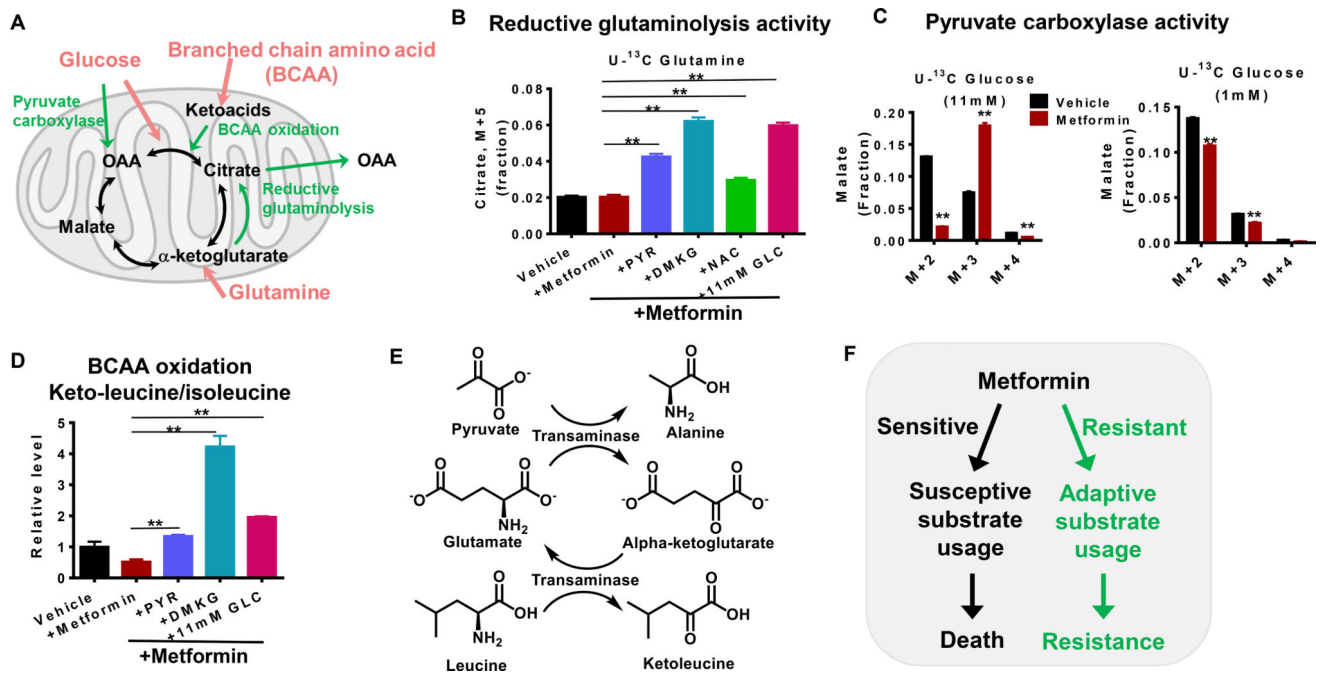 A
Branched chain amino acid
(BCAA)
Glucose
Ketoacids
Pyruvate
carboxylase
BCAA oxidation
OAA
Citrate
OAA
Reductive
glutaminolysis
Malate
α-ketoglutarate
Glutamine
B
Reductive glutaminolysis activity
U-¹³C Glutamine
**
**
**
**
Citrate, M+5
(fraction)
0.08
0.06
0.04
0.02
0.00
Vehicle
+Metformin
+PYR
+DMKG
+NAC
+11mM GLC
+Metformin
C
Pyruvate carboxylase activity
U-¹³C Glucose
(11mM)
Vehicle
Metformin
Malate
(Fraction)
0.20
0.15
0.10
0.05
0.00
**
**
**
M+2
M+3
M+4
U-¹³C Glucose
(1mM)
Malate
(Fraction)
0.15
0.10
0.05
0.00
**
**
M+2
M+3
M+4
D
BCAA oxidation
Keto-leucine/isoleucine
**
**
**
Relative level
5
4
3
2
1
0
Vehicle
+Metformin
+PYR
+DMKG
+11mM GLC
+Metformin
E
O
O⁻
O
Pyruvate
Transaminase
O
OH
NH₂
Alanine
O
⁻O
O
O⁻
NH₂
Glutamate
O
⁻O
O
O⁻
O
Alpha-ketoglutarate
Transaminase
O
OH
NH₂
Leucine
O
OH
O
Ketoleucine
F
Metformin
Sensitive
Resistant
Susceptive
substrate
usage
Adaptive
substrate
usage
Death
Resistance